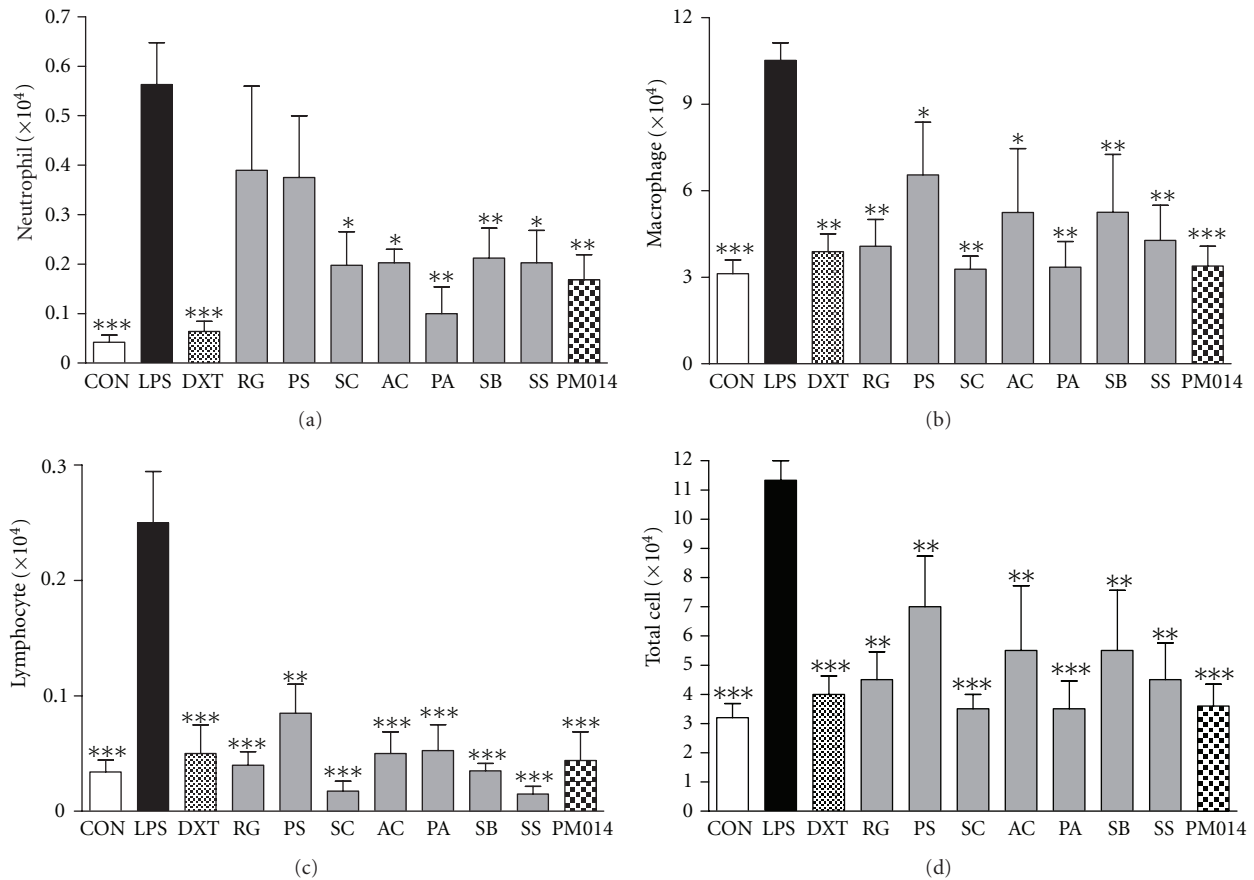 Neutrophil (×10⁴)
0.7
0.6
0.5
0.4
0.3
0.2
0.1
0
*** *** * * ** ** * **
CON LPS DXT RG PS SC AC PA SB SS PM014
(a)
Macrophage (×10⁴)
12
9
6
3
0
*** ** ** * ** * ** ** ** ***
CON LPS DXT RG PS SC AC PA SB SS PM014
(b)
Lymphocyte (×10⁴)
0.3
0.2
0.1
0
*** *** *** ** *** *** *** *** *** ***
CON LPS DXT RG PS SC AC PA SB SS PM014
(c)
Total cell (×10⁴)
12
11
10
9
8
7
6
5
4
3
2
1
0
*** *** ** ** *** ** *** ** ** ***
CON LPS DXT RG PS SC AC PA SB SS PM014
(d)